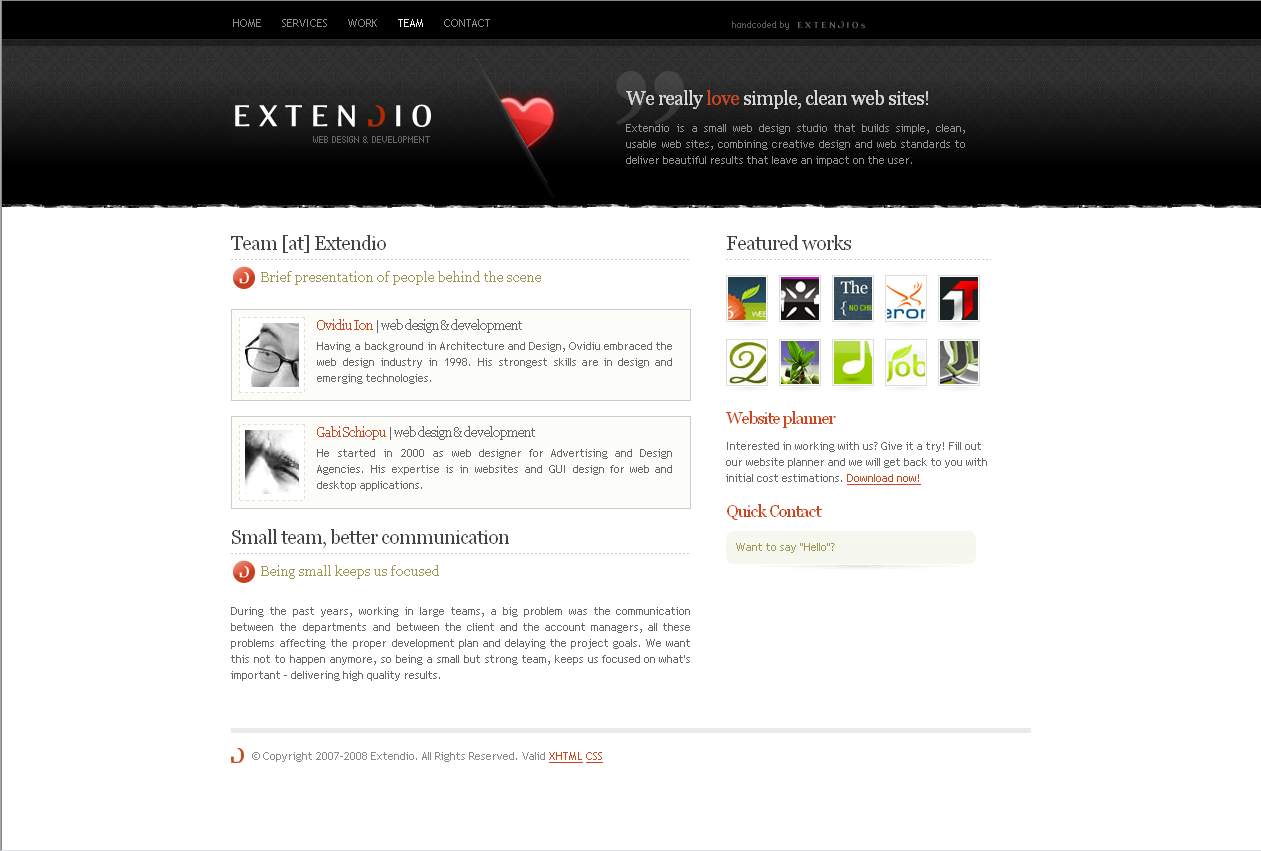 HOME SERVICES WORK TEAM CONTACT
handcoded by EXTENDIOs
EXTENDIO
WEB DESIGN & DEVELOPMENT
We really love simple, clean web sites!
Extendio is a small web design studio that builds simple, clean,
usable web sites, combining creative design and web standards to
deliver beautiful results that leave an impact on the user.
Team [at] Extendio
Brief presentation of people behind the scene
Ovidiu Ion | web design & development
Having a background in Architecture and Design, Ovidiu embraced the
web design industry in 1998. His strongest skills are in design and
emerging technologies.
Gabi Schiopu | web design & development
He started in 2000 as web designer for Advertising and Design
Agencies. His expertise is in websites and GUI design for web and
desktop applications.
Small team, better communication
Being small keeps us focused
During the past years, working in large teams, a big problem was the communication
between the departments and between the client and the account managers, all these
problems affecting the proper development plan and delaying the project goals. We want
this not to happen anymore, so being a small but strong team, keeps us focused on what's
important - delivering high quality results.
Featured works
The
{ NO CHI
eror
job
Website planner
Interested in working with us? Give it a try! Fill out
our website planner and we will get back to you with
initial cost estimations. Download now!
Quick Contact
Want to say "Hello"?
© Copyright 2007-2008 Extendio. All Rights Reserved. Valid XHTML CSS